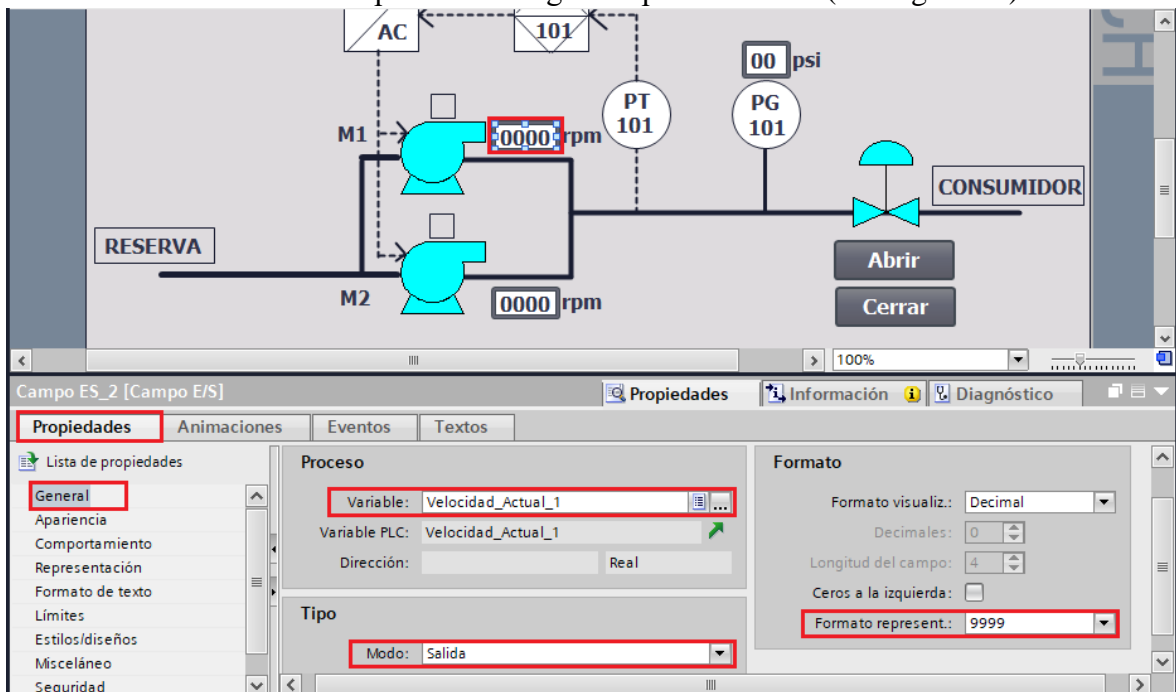 AC
101
00 psi
PT
101
PG
101
M1
0000 rpm
CONSUMIDOR
RESERVA
Abrir
M2
0000 rpm
Cerrar
100%
Campo ES_2 [Campo E/S]
Propiedades
Información
Diagnóstico
Propiedades
Animaciones
Eventos
Textos
Lista de propiedades
General
Apariencia
Comportamiento
Representación
Formato de texto
Límites
Estilos/diseños
Misceláneo
Seguridad
Proceso
Variable: Velocidad_Actual_1
Variable PLC: Velocidad_Actual_1
Dirección: Real
Tipo
Modo: Salida
Formato
Formato visualiz.: Decimal
Decimales: 0
Longitud del campo: 4
Ceros a la izquierda:
Formato represent.: 9999